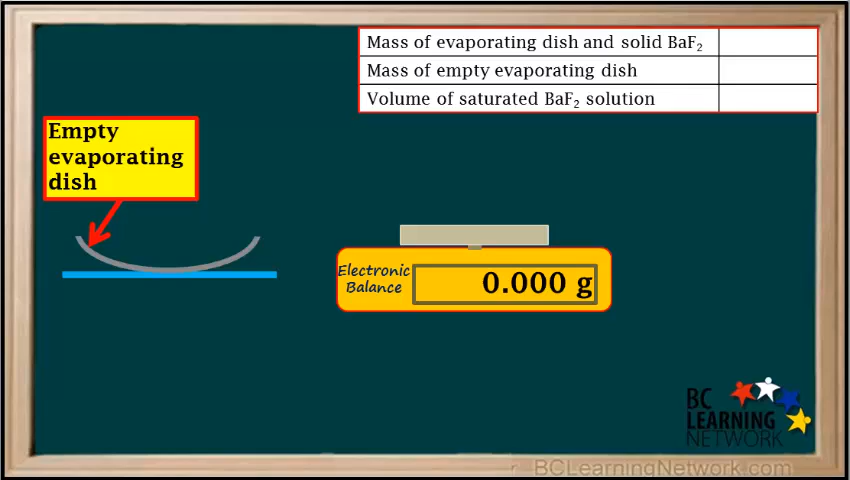 Mass of evaporating dish and solid BaF₂
Mass of empty evaporating dish
Volume of saturated BaF₂ solution
Empty
evaporating
dish
Electronic
Balance
0.000 g
BC
LEARNING
NETWORK
BCLearningNetwork.com